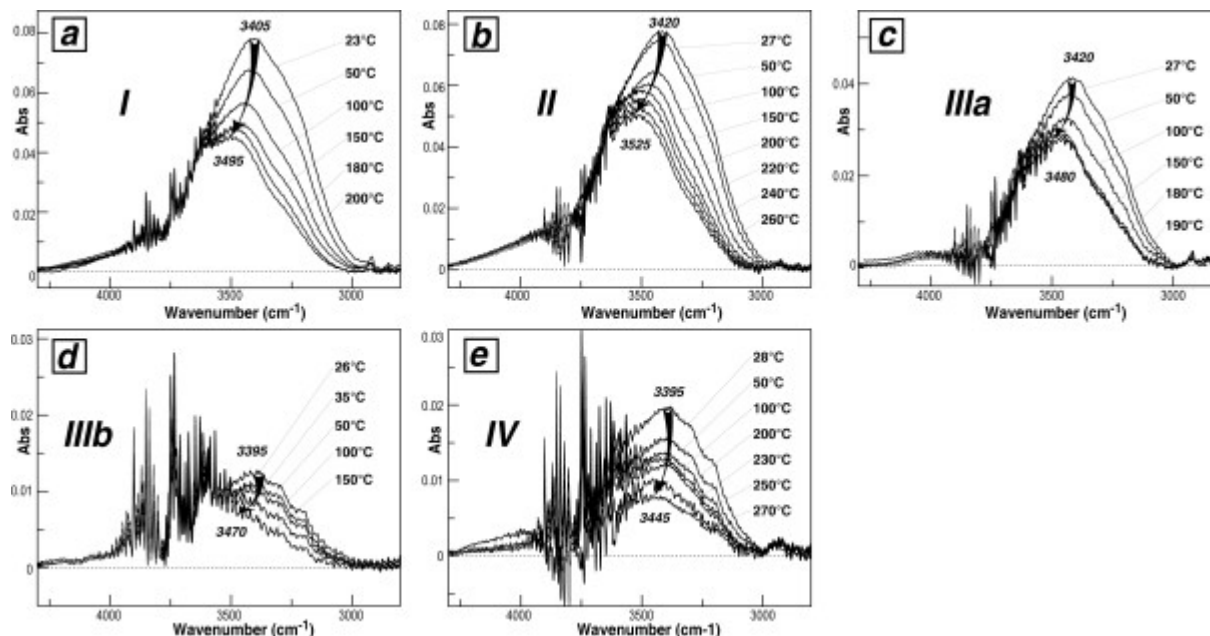 a
I
3405
3495
23°C
50°C
100°C
150°C
180°C
200°C
Abs
0.08
0.06
0.04
0.02
0
4000
3500
3000
Wavenumber (cm-1)
b
II
3420
3525
27°C
50°C
100°C
150°C
200°C
220°C
240°C
260°C
Abs
0.08
0.06
0.04
0.02
0
4000
3500
3000
Wavenumber (cm-1)
c
IIIa
3420
3480
27°C
50°C
100°C
150°C
180°C
190°C
Abs
0.04
0.02
0
4000
3500
3000
Wavenumber (cm-1)
d
IIIb
3395
3470
26°C
35°C
50°C
100°C
150°C
Abs
0.03
0.02
0.01
0
4000
3500
3000
Wavenumber (cm-1)
e
IV
3395
3445
28°C
50°C
100°C
200°C
230°C
250°C
270°C
Abs
0.03
0.02
0.01
0
4000
3500
3000
Wavenumber (cm-1)